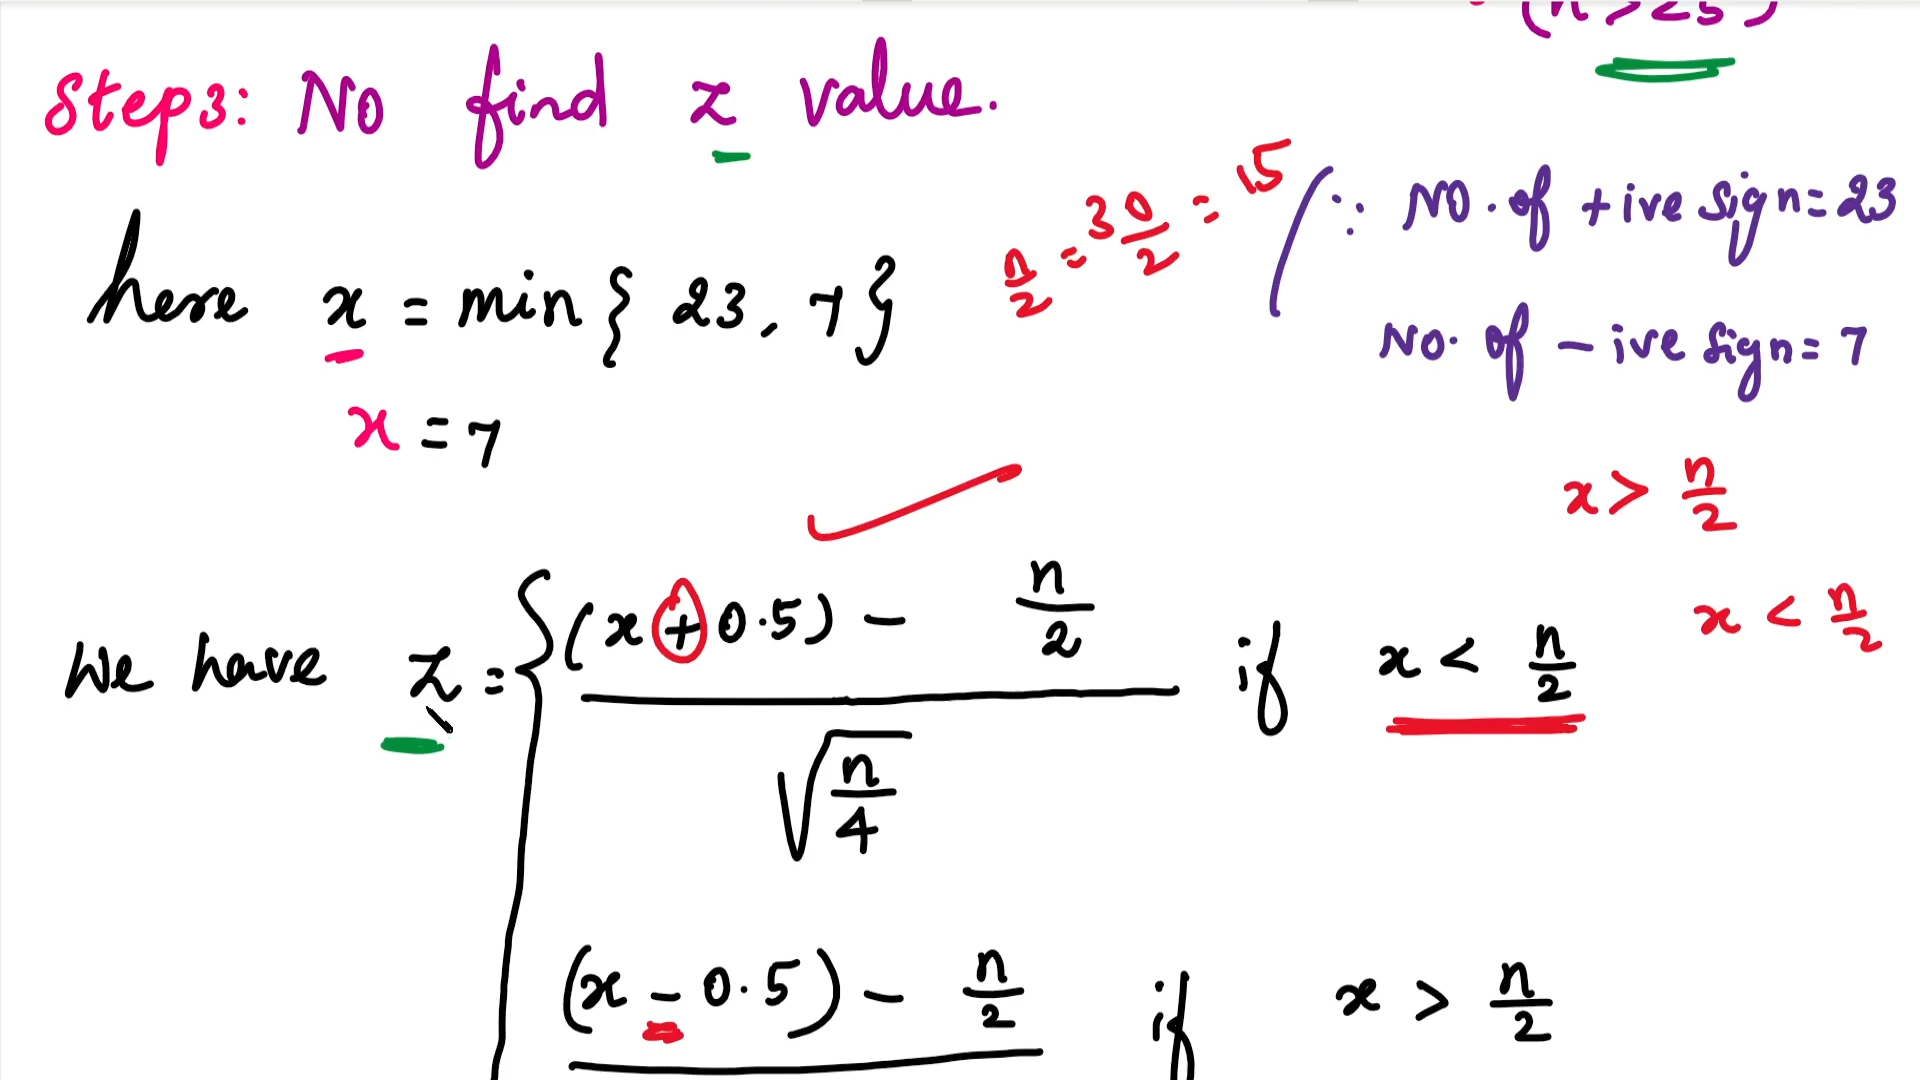 (n > 25)
Step3: No find z value.
n/2 = 30/2 = 15
∵ No. of +ive sign = 23
here x = min { 23, 7}
No. of - ive sign = 7
x = 7
x > n/2
x < n/2
We have z = { (x + 0.5) - n/2 / √(n/4) if x < n/2
(x - 0.5) - n/2 if x > n/2